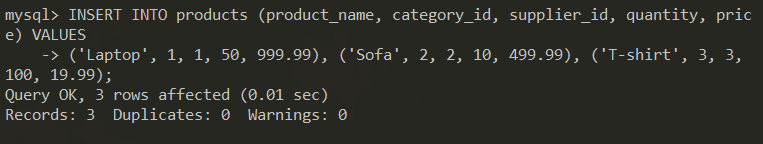 mysql> INSERT INTO products (product_name, category_id, supplier_id, quantity, pric
e) VALUES
    -> ('Laptop', 1, 1, 50, 999.99), ('Sofa', 2, 2, 10, 499.99), ('T-shirt', 3, 3,
100, 19.99);
Query OK, 3 rows affected (0.01 sec)
Records: 3  Duplicates: 0  Warnings: 0